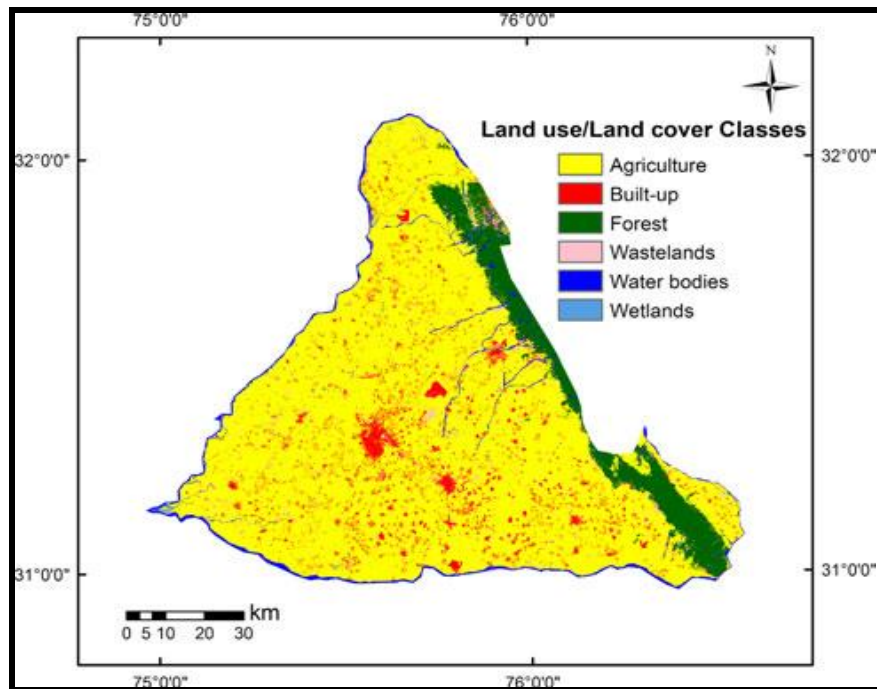 75°0'0"
76°0'0"
N
Land use/Land cover Classes
32°0'0"
32°0'0"
Agriculture
Built-up
Forest
Wastelands
Water bodies
Wetlands
31°0'0"
31°0'0"
km
0 5 10 20 30
75°0'0"
76°0'0"